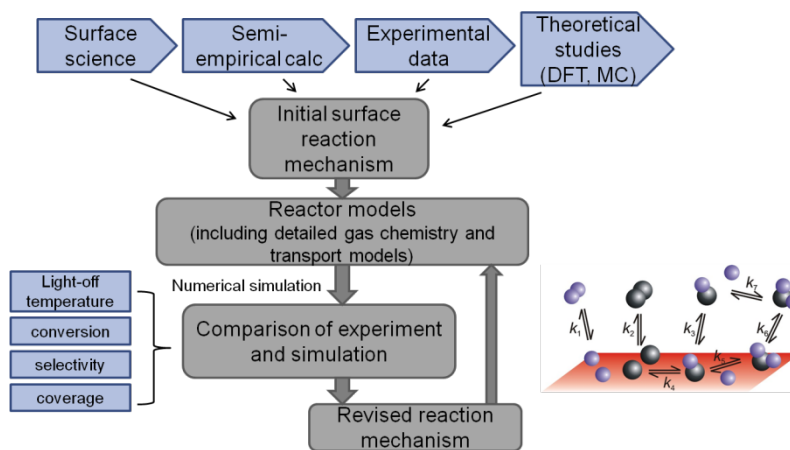 Surface
science
Semi-
empirical calc
Experimental
data
Theoretical
studies
(DFT, MC)
Initial surface
reaction
mechanism
Reactor models
(including detailed gas chemistry and
transport models)
Numerical simulation
Light-off
temperature
conversion
selectivity
coverage
Comparison of experiment
and simulation
Revised reaction
mechanism
k₁
k₂
k₃
k₄
k₅
k₆
k₇